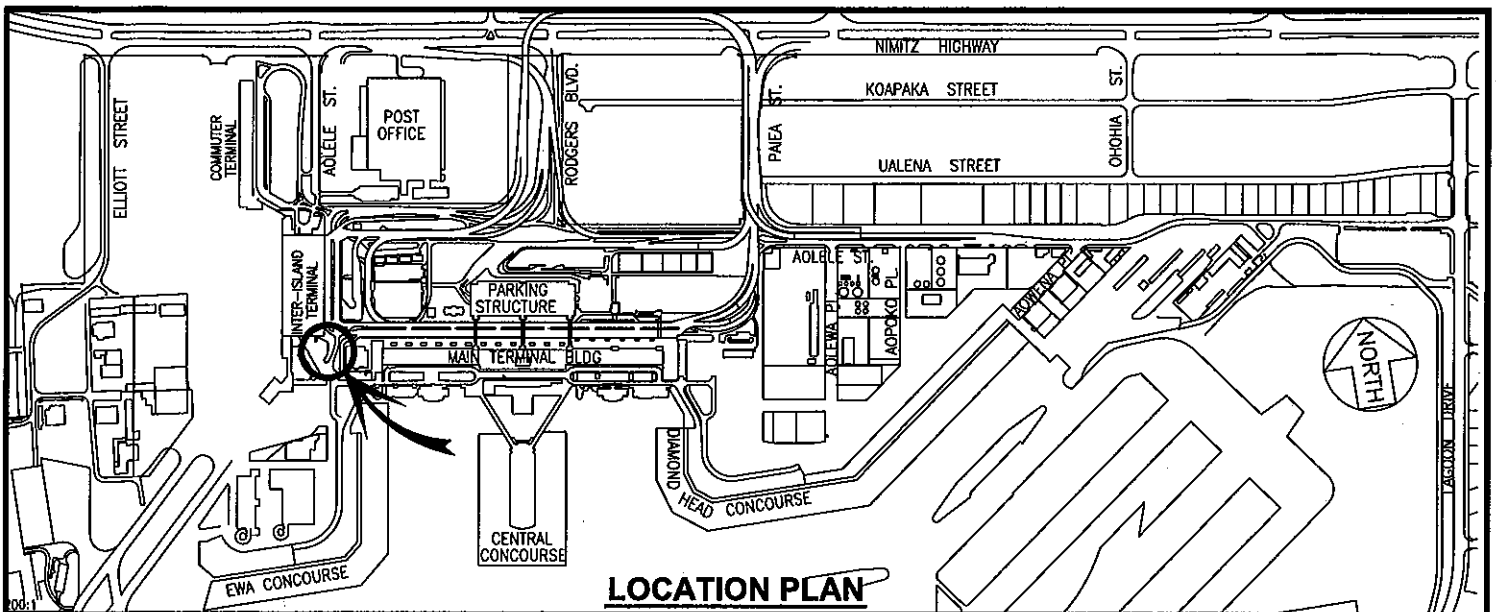 NIMITZ HIGHWAY
KOAPAKA STREET
UALENA STREET
ELLIOTT STREET
COMMUTER
TERMINAL
AOLELE ST.
POST
OFFICE
RODGERS BLVD.
PAIEA ST.
OHOHIA ST.
INTER-ISLAND
TERMINAL
PARKING
STRUCTURE
MAIN TERMINAL BLDG
AOLELE ST.
AOLEWA PL
AOPOKO PL.
AOWENA PL
NORTH
LAGOON DRIVE
DIAMOND HEAD CONCOURSE
CENTRAL
CONCOURSE
EWA CONCOURSE
LOCATION PLAN